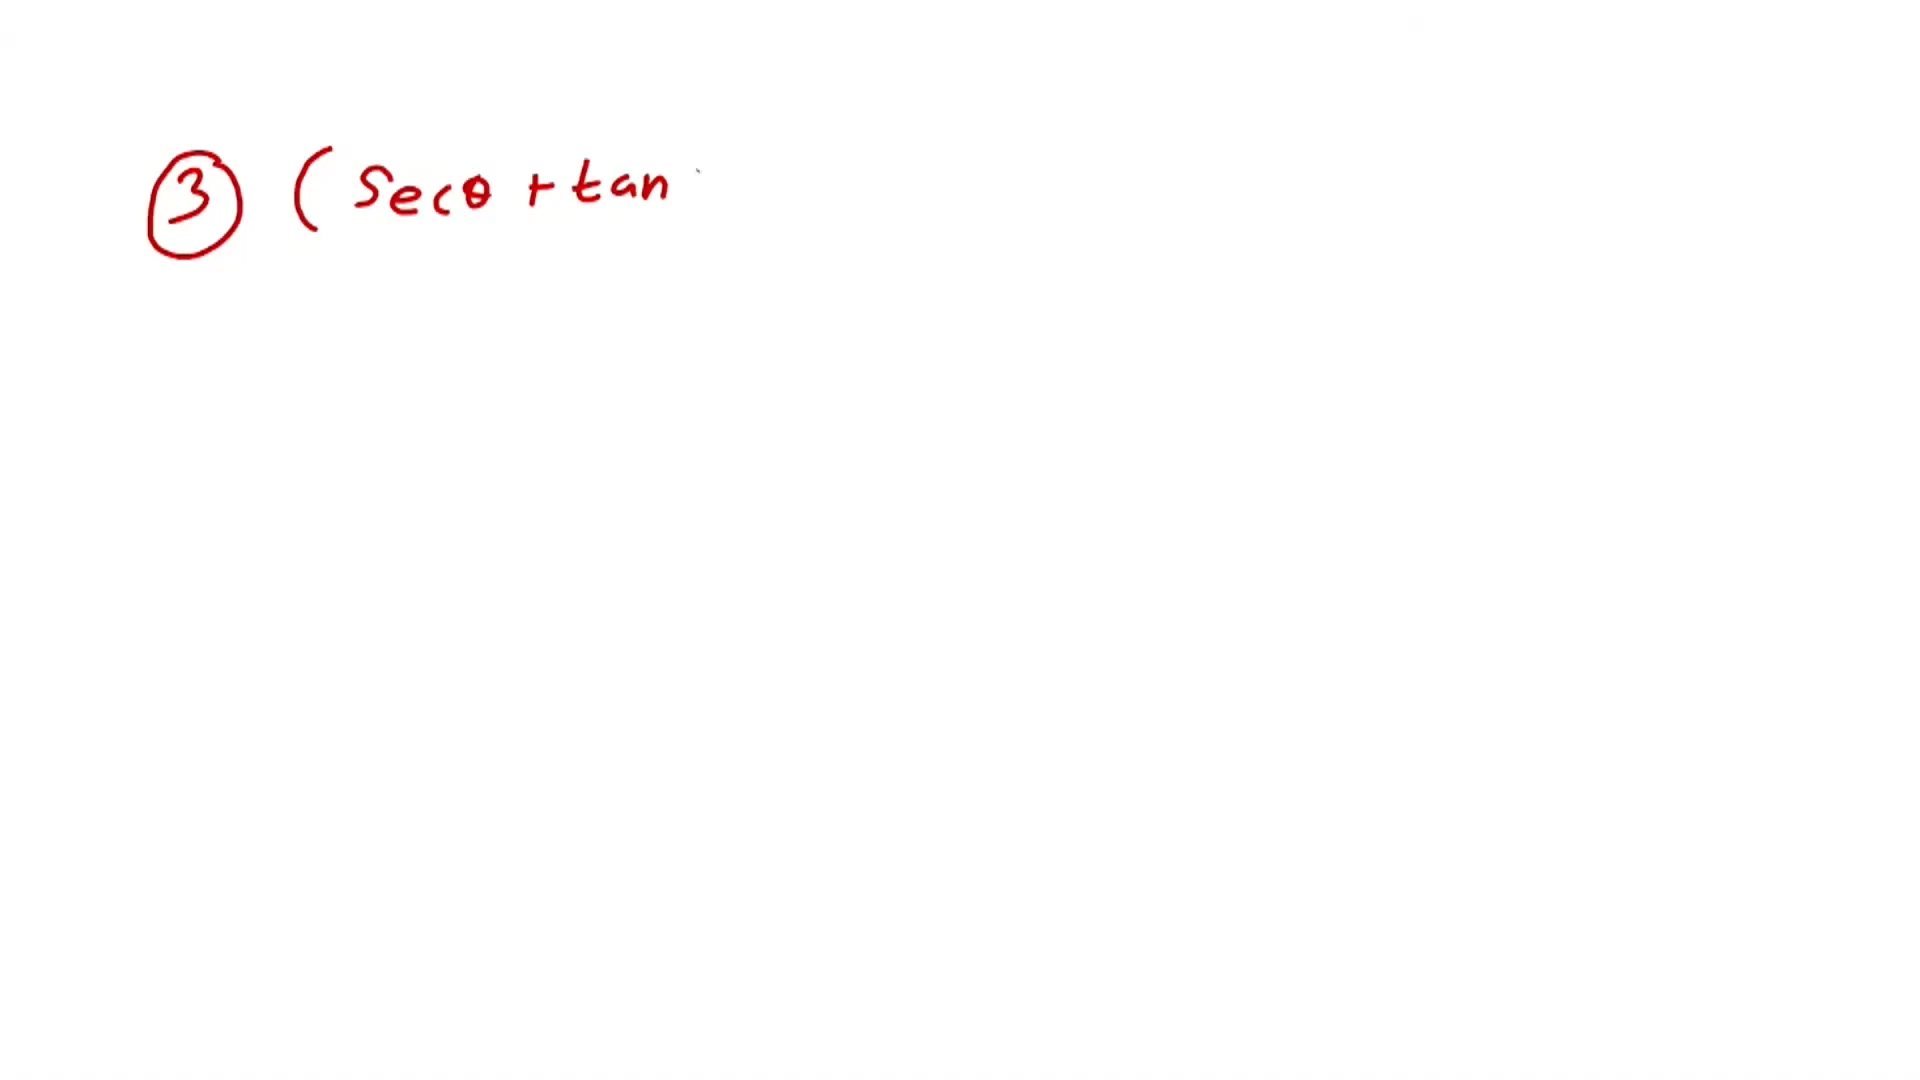 ③ ( Secθ + tan